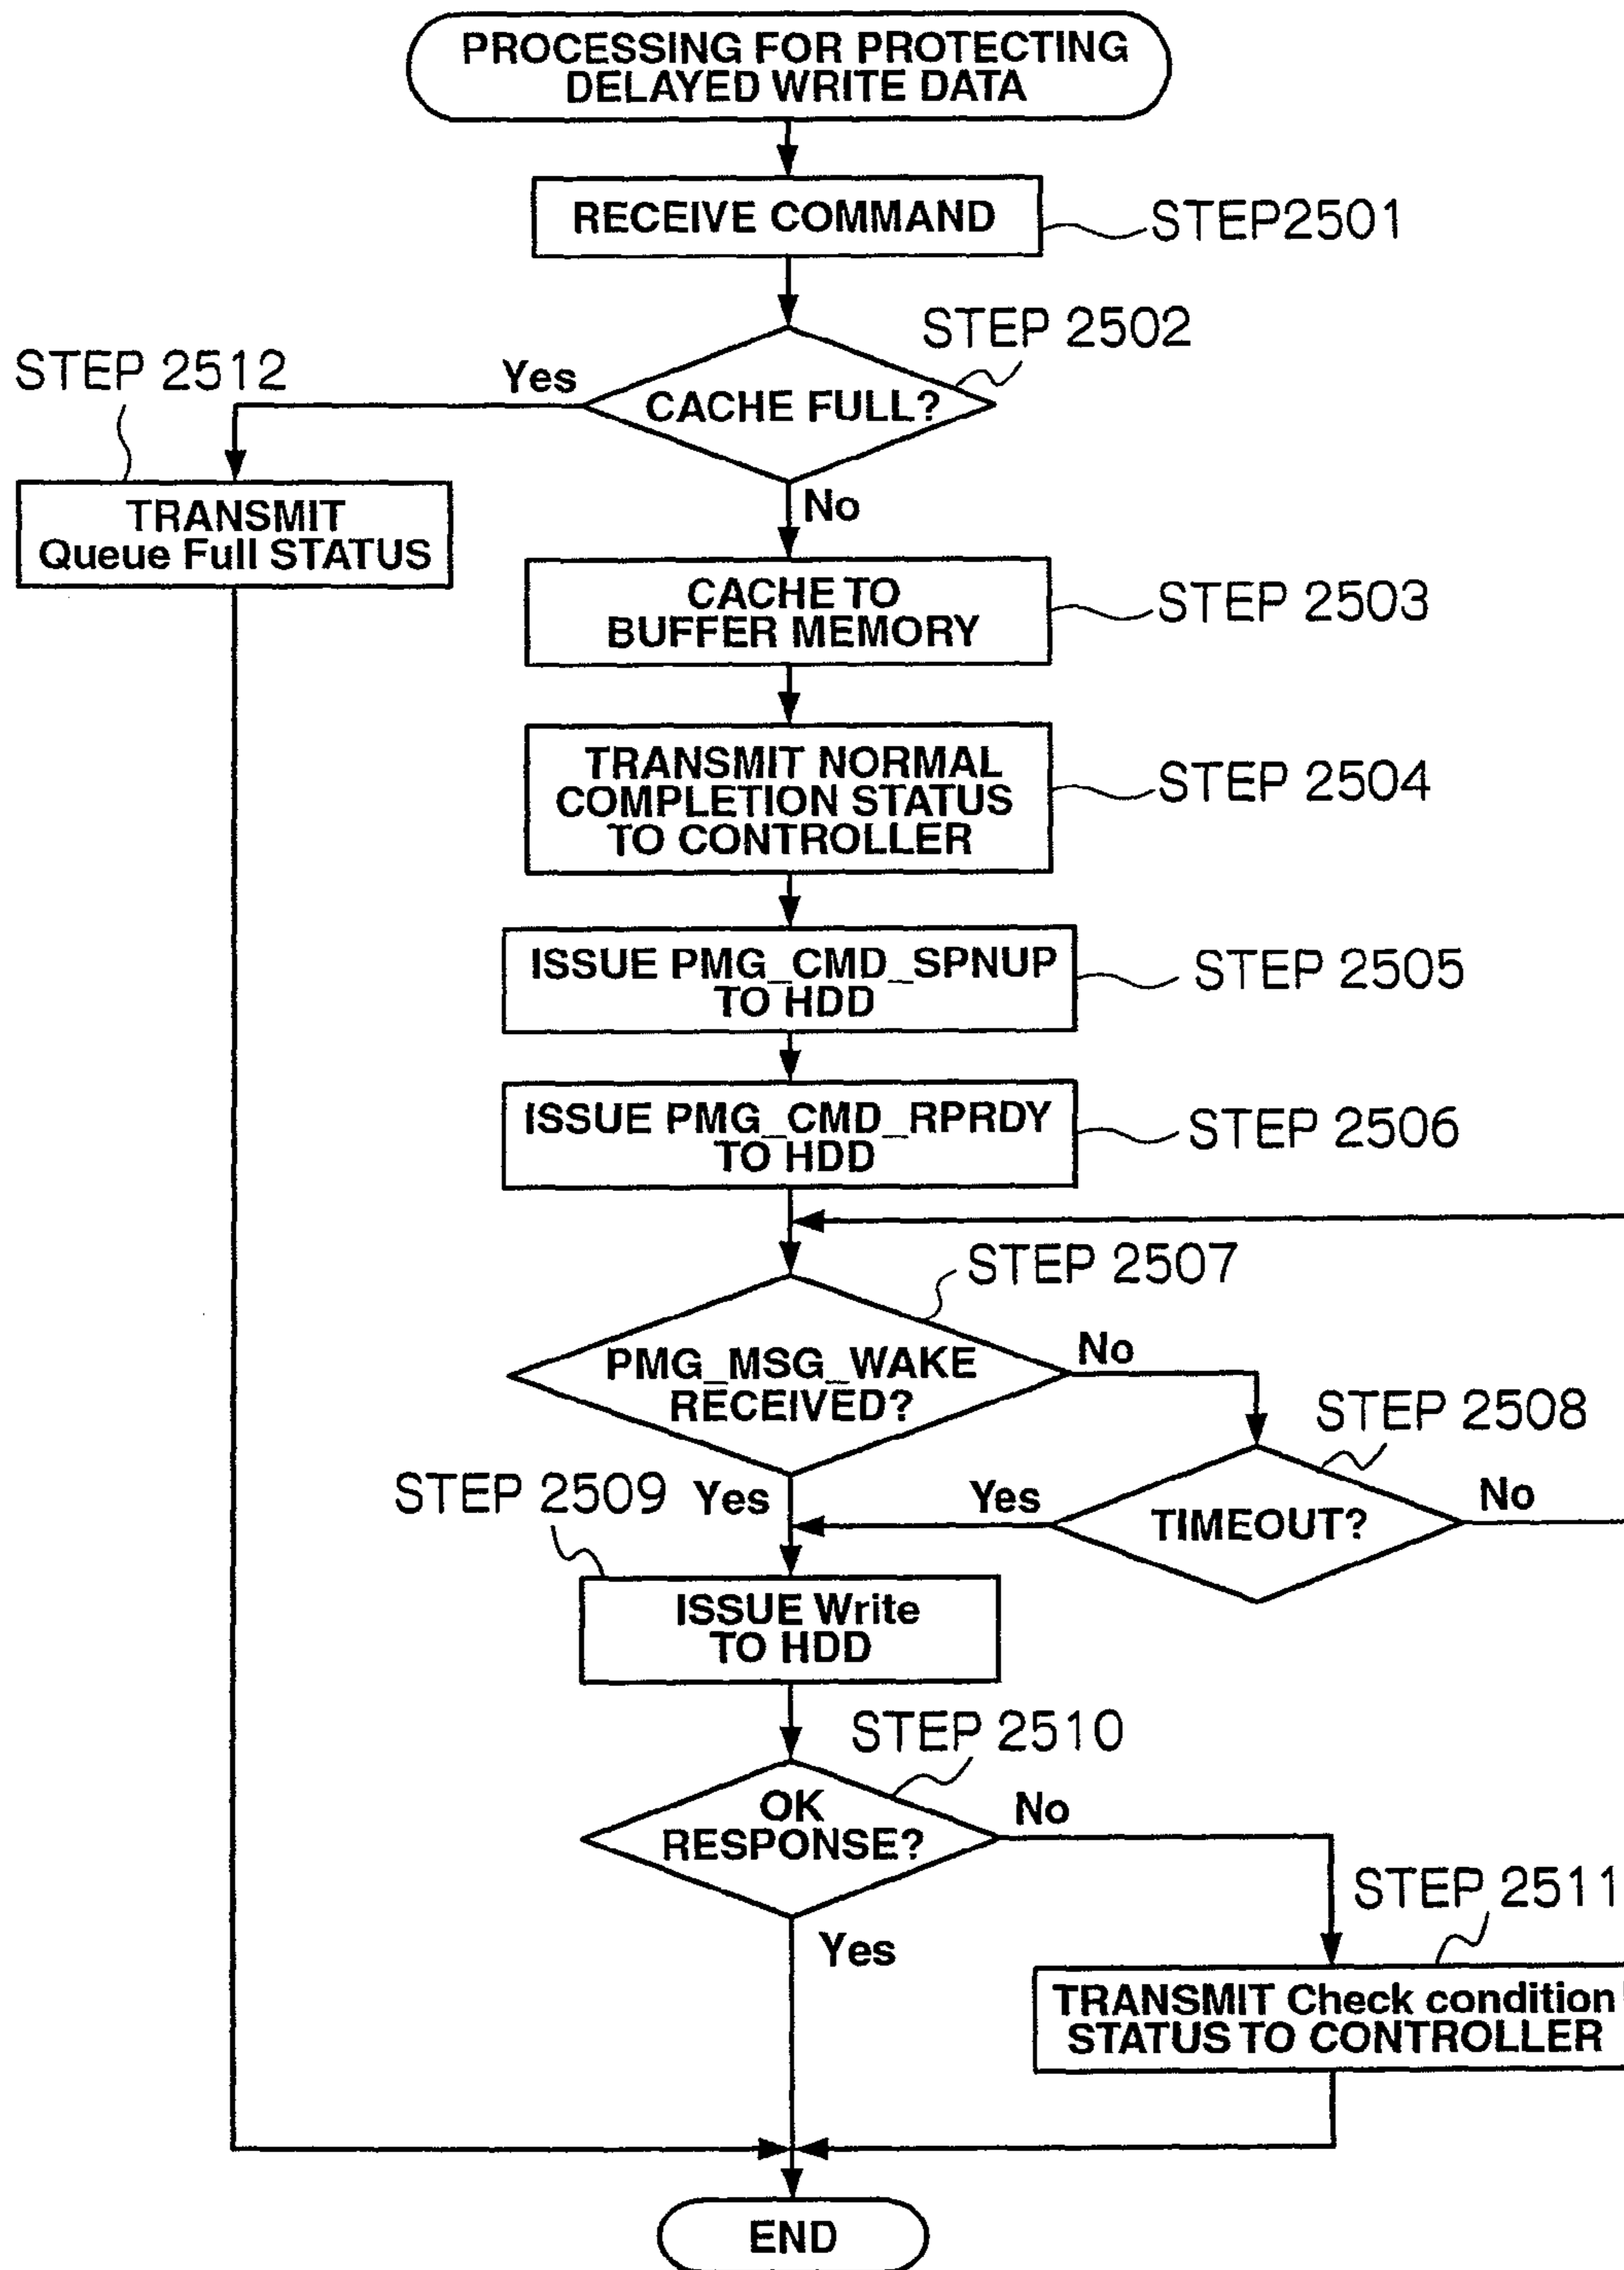 PROCESSING FOR PROTECTING
DELAYED WRITE DATA
RECEIVE COMMAND
STEP2501
STEP 2502
CACHE FULL?
Yes
No
STEP 2512
TRANSMIT
Queue Full STATUS
CACHE TO
BUFFER MEMORY
STEP 2503
TRANSMIT NORMAL
COMPLETION STATUS
TO CONTROLLER
STEP 2504
ISSUE PMG_CMD_SPNUP
TO HDD
STEP 2505
ISSUE PMG_CMD_RPRDY
TO HDD
STEP 2506
STEP 2507
PMG_MSG_WAKE
RECEIVED?
No
Yes
STEP 2508
TIMEOUT?
Yes
No
STEP 2509
ISSUE Write
TO HDD
STEP 2510
OK
RESPONSE?
No
Yes
STEP 2511
TRANSMIT Check condition
STATUS TO CONTROLLER
END